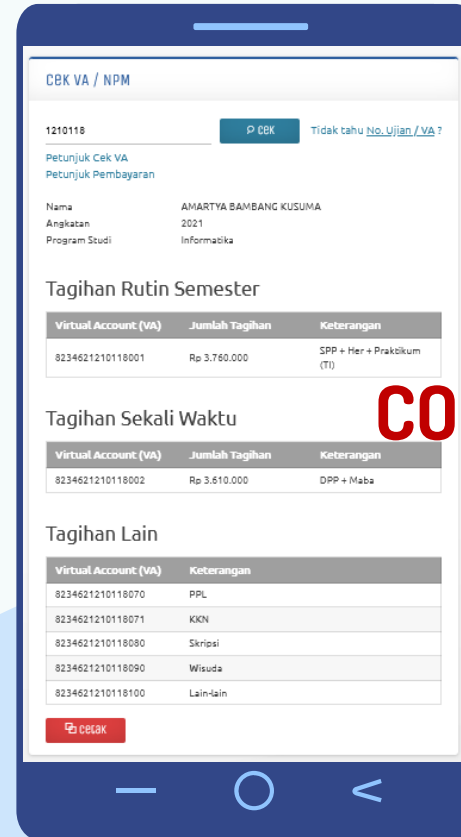 CEK VA / NPM
1210118 CEK Tidak tahu No. Ujian / VA ?
Petunjuk Cek VA
Petunjuk Pembayaran
Nama AMARTYA BAMBANG KUSUMA
Angkatan 2021
Program Studi Informatika
Tagihan Rutin Semester
Virtual Account (VA) Jumlah Tagihan Keterangan
8234621210118001 Rp 3.760.000 SPP + Her + Praktikum
(TI)
CO
Tagihan Sekali Waktu
Virtual Account (VA) Jumlah Tagihan Keterangan
8234621210118002 Rp 3.610.000 DPP + Maba
Tagihan Lain
Virtual Account (VA) Keterangan
8234621210118070 PPL
8234621210118071 KKN
8234621210118080 Skripsi
8234621210118090 Wisuda
8234621210118100 Lain-lain
Cetak